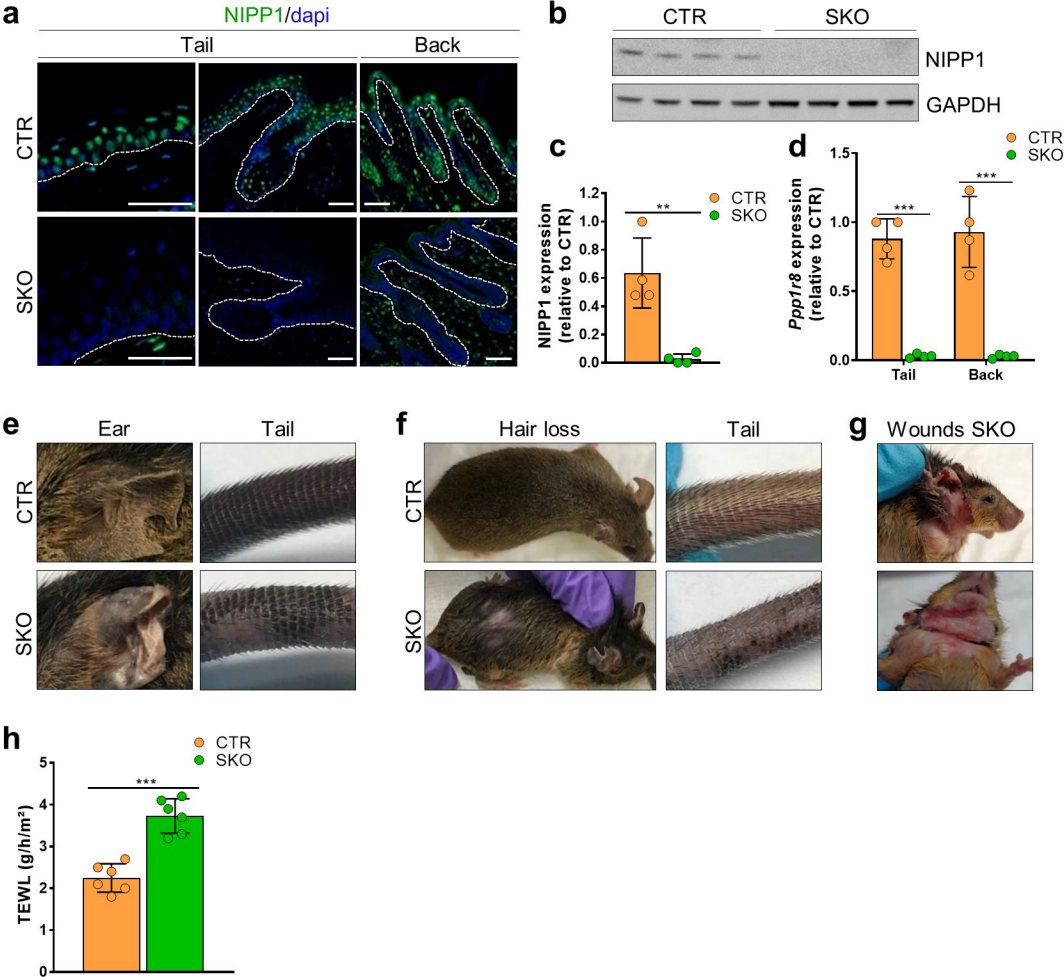 a
NIPP1/dapi
Tail Back
CTR
SKO
b
CTR SKO
NIPP1
GAPDH
c
CTR
SKO
NIPP1 expression
(relative to CTR)
1.2
1.0
0.8
0.6
0.4
0.2
0.0
**
d
CTR
SKO
Ppp1r8 expression
(relative to CTR)
1.5
1.0
0.5
0.0
***
***
Tail Back
e
Ear Tail
CTR
SKO
f
Hair loss Tail
CTR
SKO
g
Wounds SKO
h
CTR
SKO
TEWL (g/h/m²)
5
4
3
2
1
0
***